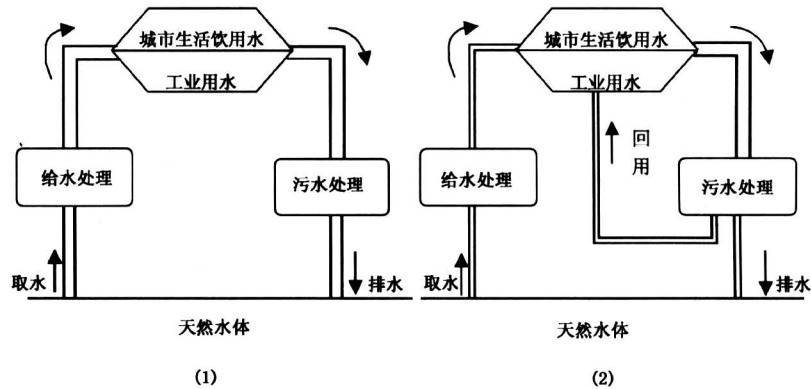 城市生活饮用水
工业用水
给水处理
污水处理
取水
排水
天然水体
(1)
城市生活饮用水
工业用水
回用
给水处理
污水处理
取水
排水
天然水体
(2)